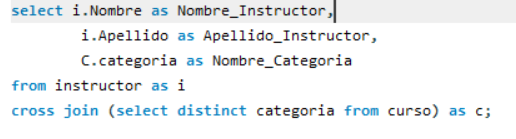 select i.Nombre as Nombre_Instructor,
i.Apellido as Apellido_Instructor,
C.categoria as Nombre_Categoria
from instructor as i
cross join (select distinct categoria from curso) as c;